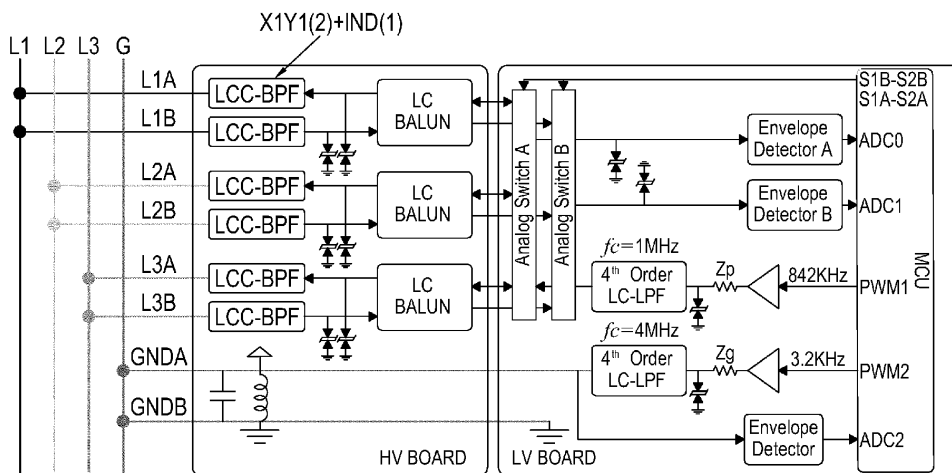 X1Y1(2)+IND(1)
L1 L2 L3 G
L1A
LCC-BPF
L1B
LCC-BPF
LC
BALUN
L2A
LCC-BPF
L2B
LCC-BPF
LC
BALUN
L3A
LCC-BPF
L3B
LCC-BPF
LC
BALUN
GNDA
GNDB
HV BOARD
Analog Switch A
Analog Switch B
S1B-S2B
S1A-S2A
Envelope
Detector A
ADC0
Envelope
Detector B
ADC1
MCU
fc=1MHz
4th Order
LC-LPF
Zp
842KHz
PWM1
fc=4MHz
4th Order
LC-LPF
Zg
3.2KHz
PWM2
Envelope
Detector
ADC2
LV BOARD